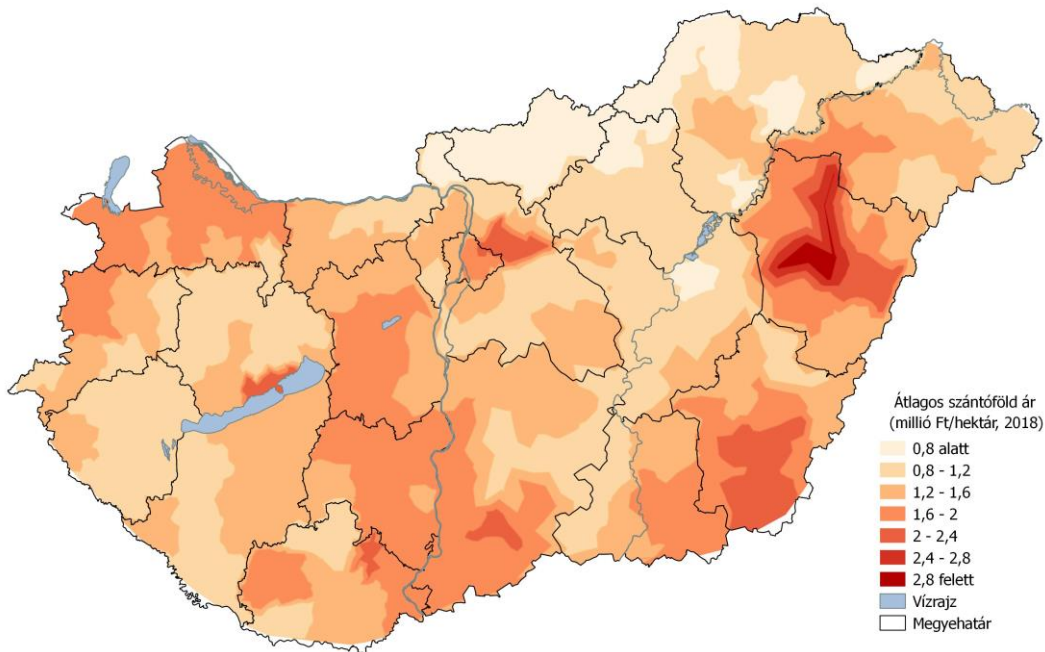 Átlagos szántóföld ár
(millió Ft/hektár, 2018)
0,8 alatt
0,8 - 1,2
1,2 - 1,6
1,6 - 2
2 - 2,4
2,4 - 2,8
2,8 felett
Vízrajz
Megyehatár